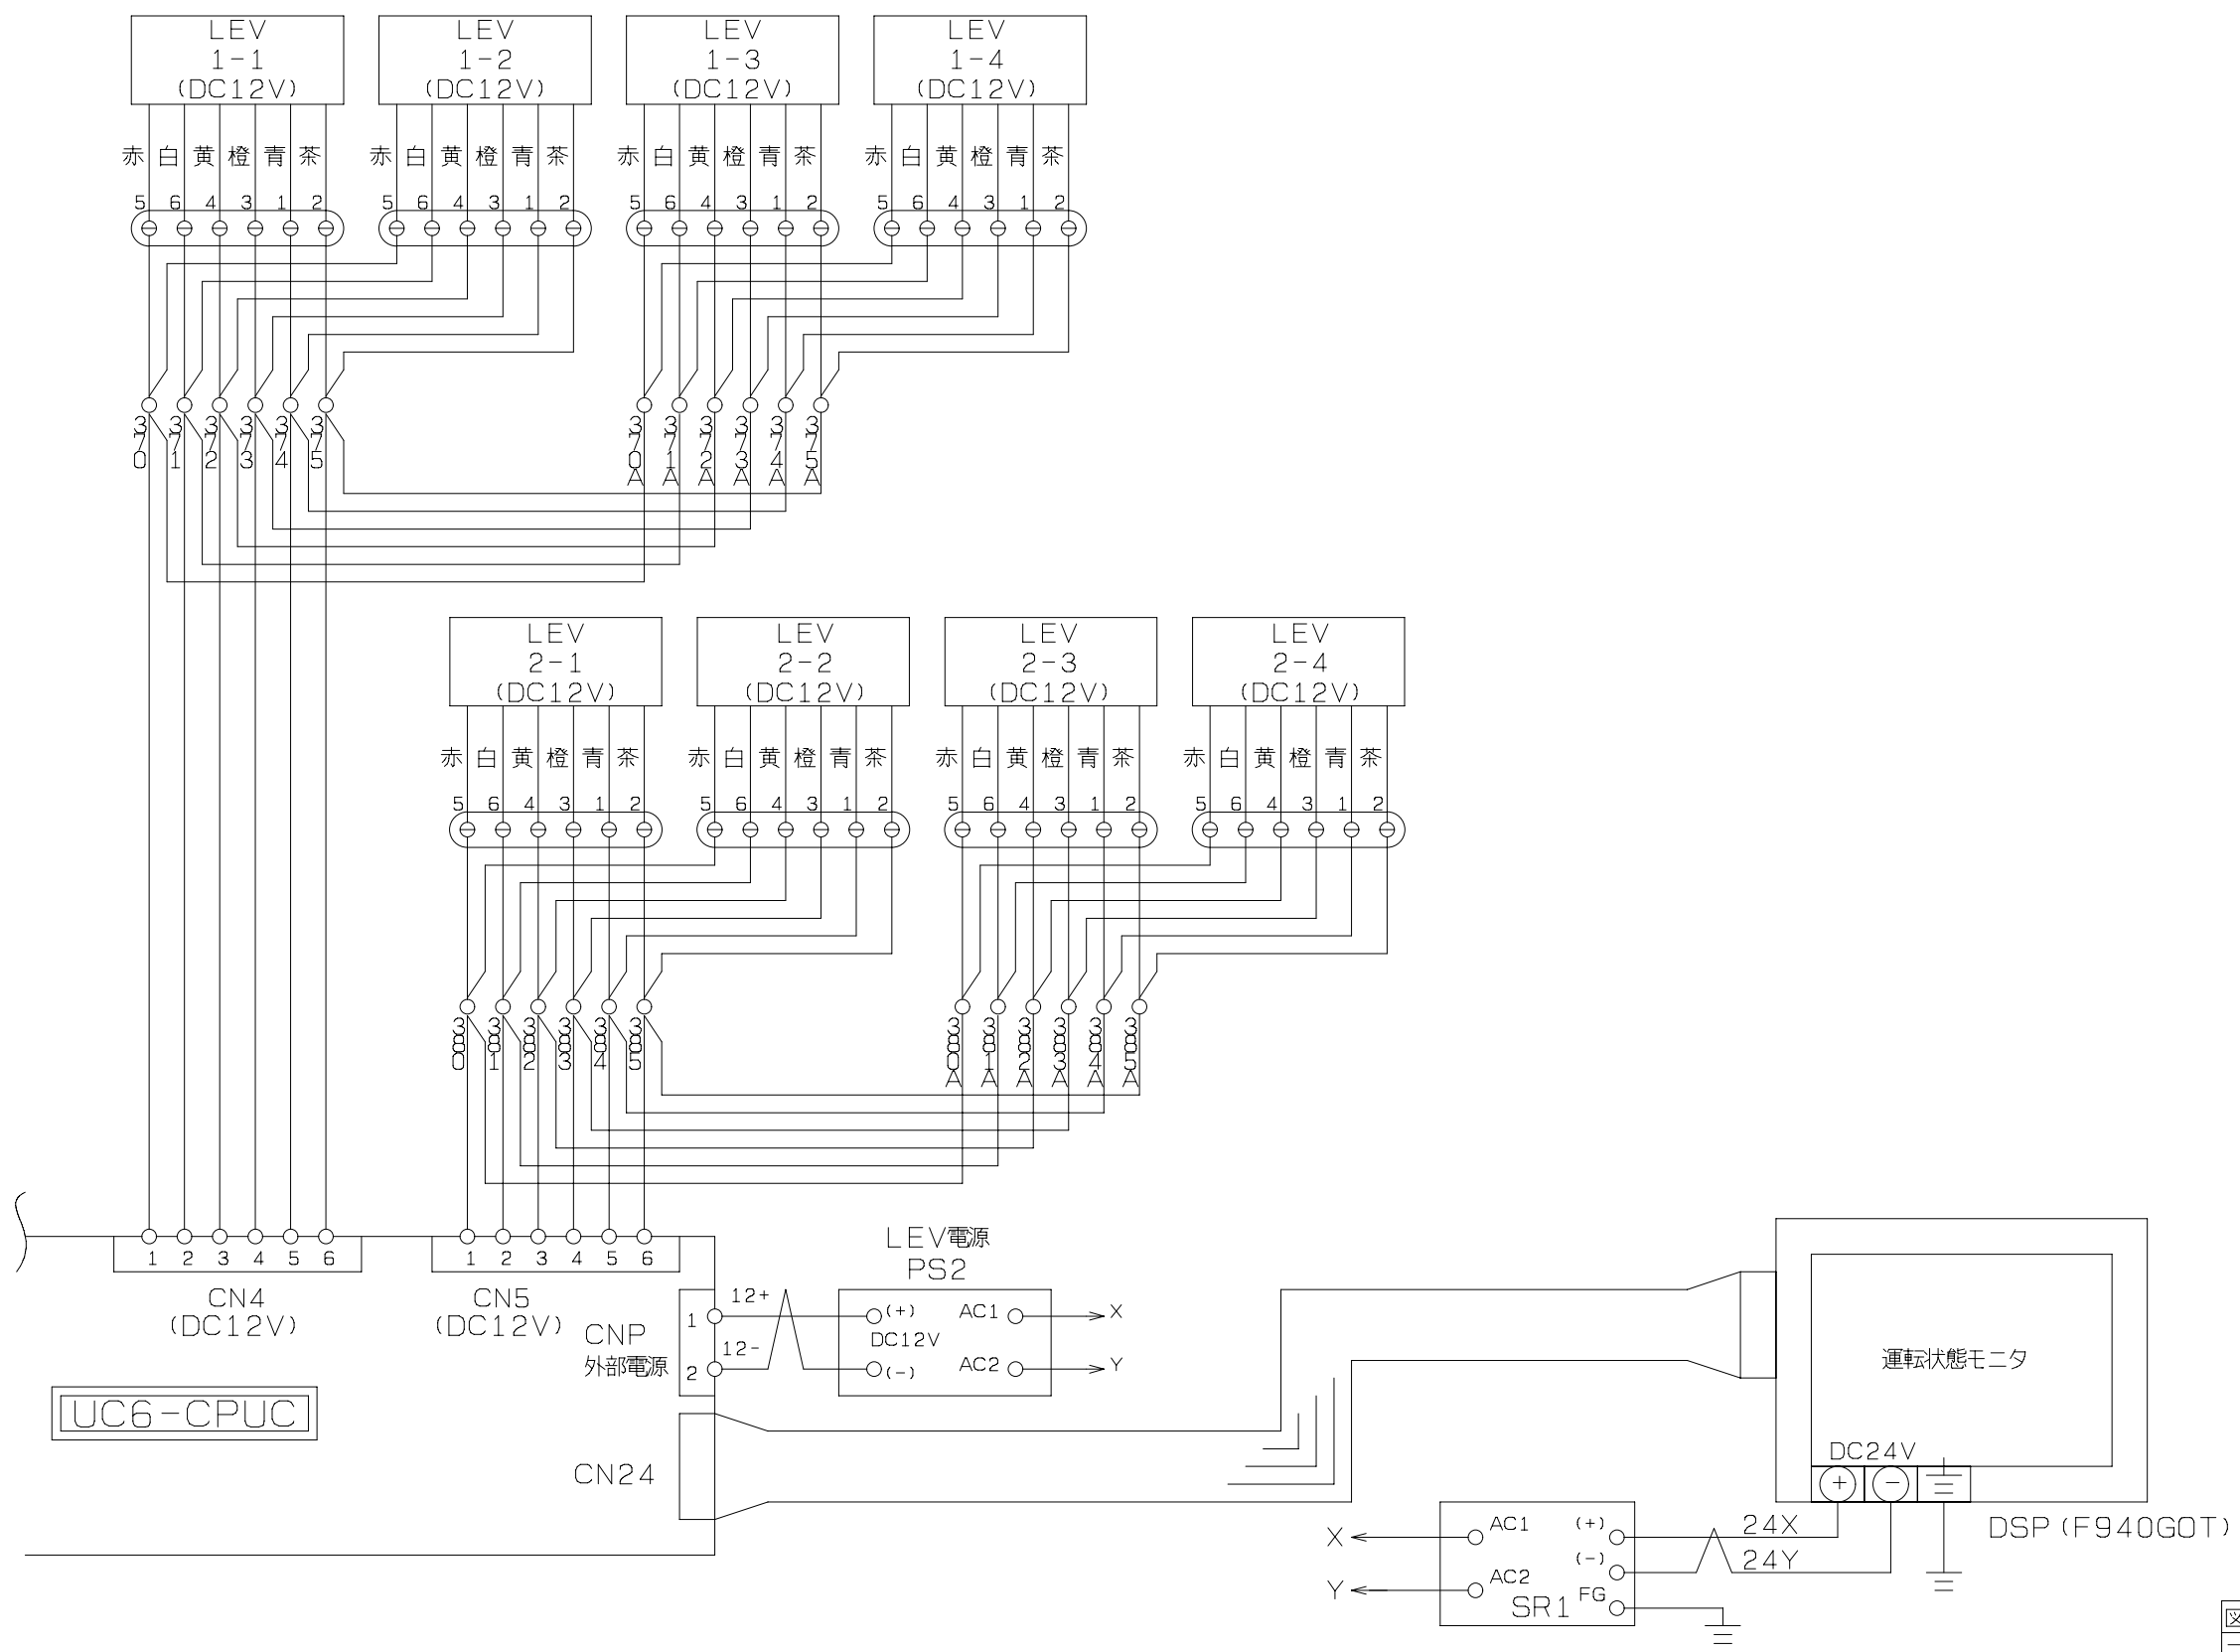 LEV
1-1
(DC12V)
LEV
1-2
(DC12V)
LEV
1-3
(DC12V)
LEV
1-4
(DC12V)
赤 白 黄 橙 青 茶
赤 白 黄 橙 青 茶
赤 白 黄 橙 青 茶
赤 白 黄 橙 青 茶
5 6 4 3 1 2
5 6 4 3 1 2
5 6 4 3 1 2
5 6 4 3 1 2
370
371
372
373
374
375
370A
371A
372A
373A
374A
375A
LEV
2-1
(DC12V)
LEV
2-2
(DC12V)
LEV
2-3
(DC12V)
LEV
2-4
(DC12V)
赤 白 黄 橙 青 茶
赤 白 黄 橙 青 茶
赤 白 黄 橙 青 茶
赤 白 黄 橙 青 茶
5 6 4 3 1 2
5 6 4 3 1 2
5 6 4 3 1 2
5 6 4 3 1 2
380
381
382
383
384
385
380A
381A
382A
383A
384A
385A
1 2 3 4 5 6
CN4
(DC12V)
1 2 3 4 5 6
CN5
(DC12V)
LEV電源
PS2
CNP
外部電源
1
2
12+
12-
(+)
DC12V
(-)
AC1
AC2
X
Y
UC6-CPUC
CN24
運転状態モニタ
DC24V
+
-
DSP(F940GOT)
X
Y
AC1
AC2
(+)
(-)
FG
SR1
24X
24Y